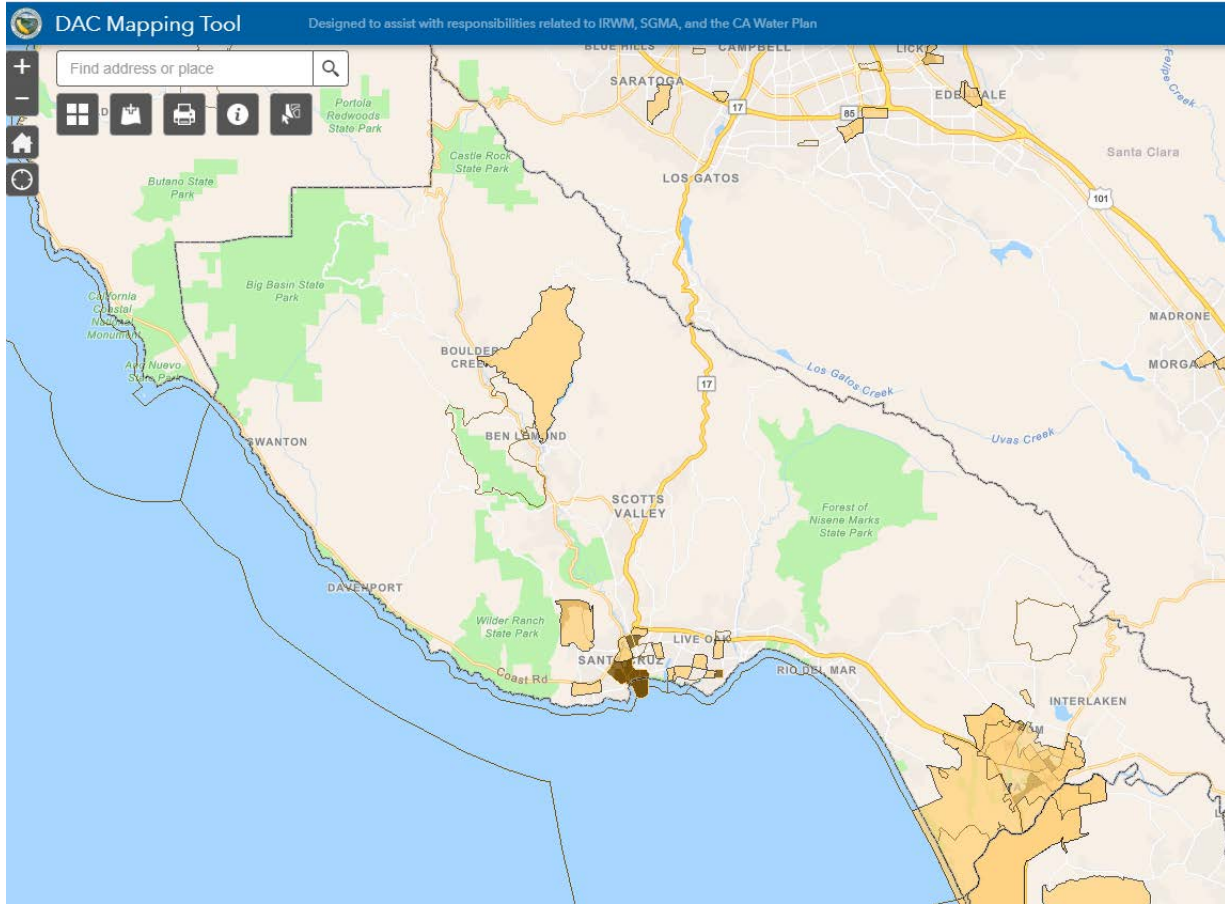 DAC Mapping Tool
Designed to assist with responsibilities related to IRWM, SGMA, and the CA Water Plan
+
−
Find address or place
BLUE HILLS
CAMPBELL
LICK
SARATOGA
17
85
EDENVALE
Felipe Creek
Portola
Redwoods
State Park
Castle Rock
State Park
Santa Clara
LOS GATOS
Butano State
Park
101
Big Basin State
Park
California
Coastal
National
Monument
MADRONE
BOULDER
CREEK
Año Nuevo
State Park
MORGAN
17
Los Gatos Creek
Uvas Creek
SWANTON
BEN LOMOND
SCOTTS
VALLEY
Forest of
Nisene Marks
State Park
DAVENPORT
Wilder Ranch
State Park
LIVE OAK
SANTA CRUZ
Coast Rd
RIO DEL MAR
INTERLAKEN